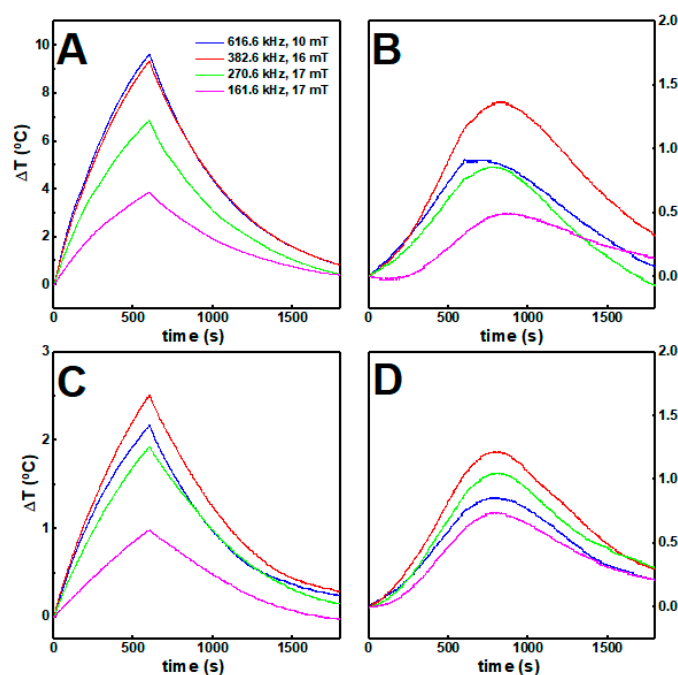 A
B
616.6 kHz, 10 mT
382.6 kHz, 16 mT
270.6 kHz, 17 mT
161.6 kHz, 17 mT
ΔT (ºC)
10
8
6
4
2
0
2.0
1.5
1.0
0.5
0.0
0 500 1000 1500
time (s)
0 500 1000 1500
time (s)
C
D
ΔT (ºC)
3
2
1
0
2.0
1.5
1.0
0.5
0.0
0 500 1000 1500
time (s)
0 500 1000 1500
time (s)